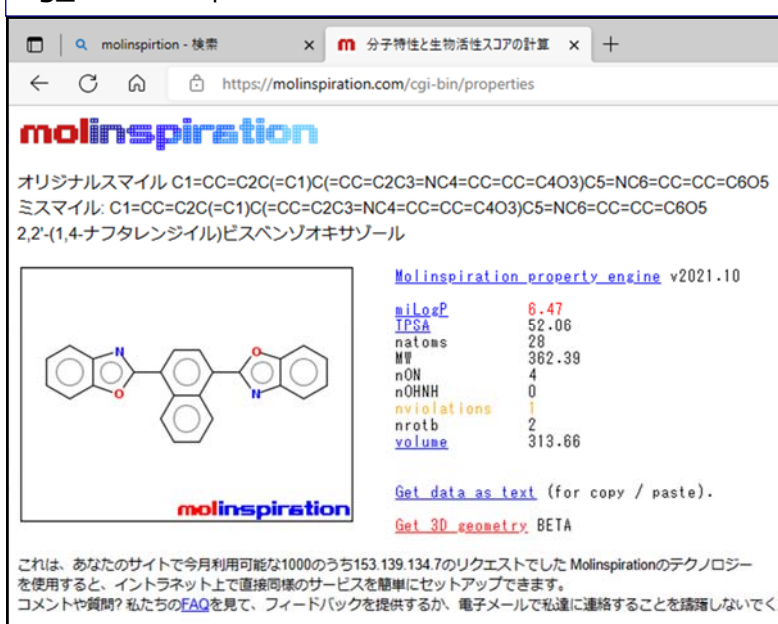 molinspirtion - 検索
分子特性と生物活性スコアの計算
https://molinspiration.com/cgi-bin/properties
molinspiration
オリジナルスマイル C1=CC=C2C(=C1)C(=CC=C2C3=NC4=CC=CC=C4O3)C5=NC6=CC=CC=C6O5
ミスマイル: C1=CC=C2C(=C1)C(=CC=C2C3=NC4=CC=CC=C4O3)C5=NC6=CC=CC=C6O5
2,2'-(1,4-ナフタレンジイル)ビスベンゾオキサゾール
N
O
O
N
molinspiration
Molinspiration property engine v2021.10
miLogP 6.47
TPSA 52.06
natoms 28
MW 362.39
nON 4
nOHNH 0
nviolations 1
nrotb 2
volume 313.66
Get data as text (for copy / paste).
Get 3D geometry BETA
これは、あなたのサイトで今月利用可能な1000のうち153.139.134.7のリクエストでした Molinspirationのテクノロジー
を使用すると、イントラネット上で直接同様のサービスを簡単にセットアップできます。
コメントや質問? 私たちのFAQを見て、フィードバックを提供するか、電子メールで私達に連絡することを躊躇しないでく